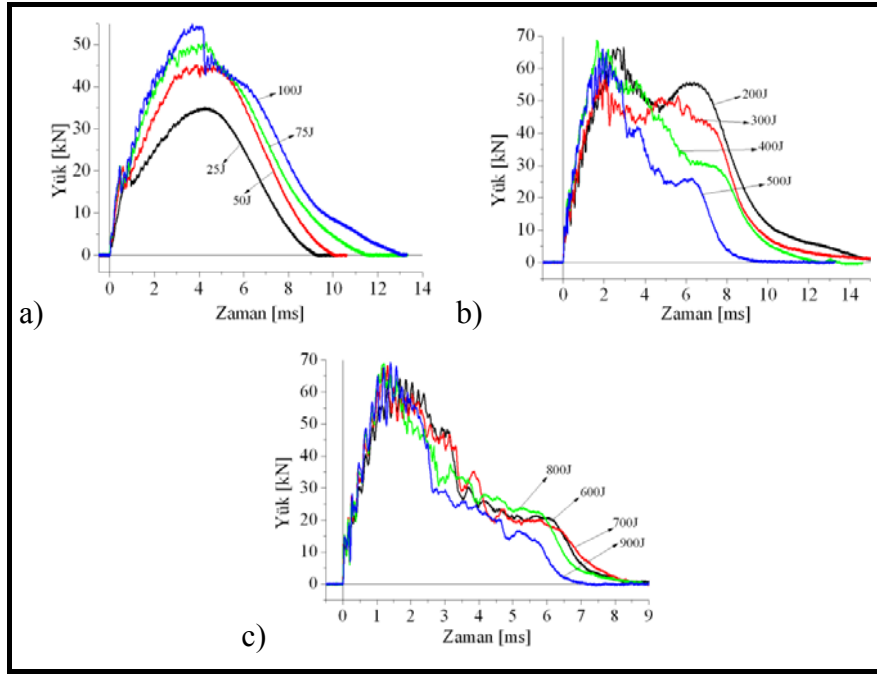 Yük [kN]
50
40
30
20
10
0
100J
75J
25J
50J
0 2 4 6 8 10 12 14
Zaman [ms]
a)
Yük [kN]
70
60
50
40
30
20
10
0
200J
300J
400J
500J
0 2 4 6 8 10 12 14
Zaman [ms]
b)
Yük [kN]
70
60
50
40
30
20
10
0
800J
600J
700J
900J
0 1 2 3 4 5 6 7 8 9
Zaman [ms]
c)